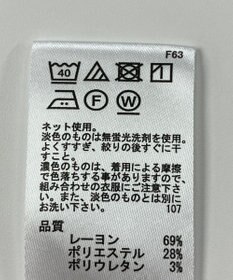 F63
40
F
W
ネット使用。
淡色のものは無蛍光洗剤を使用。
よくすすぎ、絞りの後すぐに干
すこと。
濃色のものは、着用による摩擦
で色落ちする事がありますので、
組み合わせの衣服にご注意下さ
い。また、淡色のものとは別に
お洗い下さい。 107
品質
レーヨン 69%
ポリエステル 28%
ポリウレタン 3%